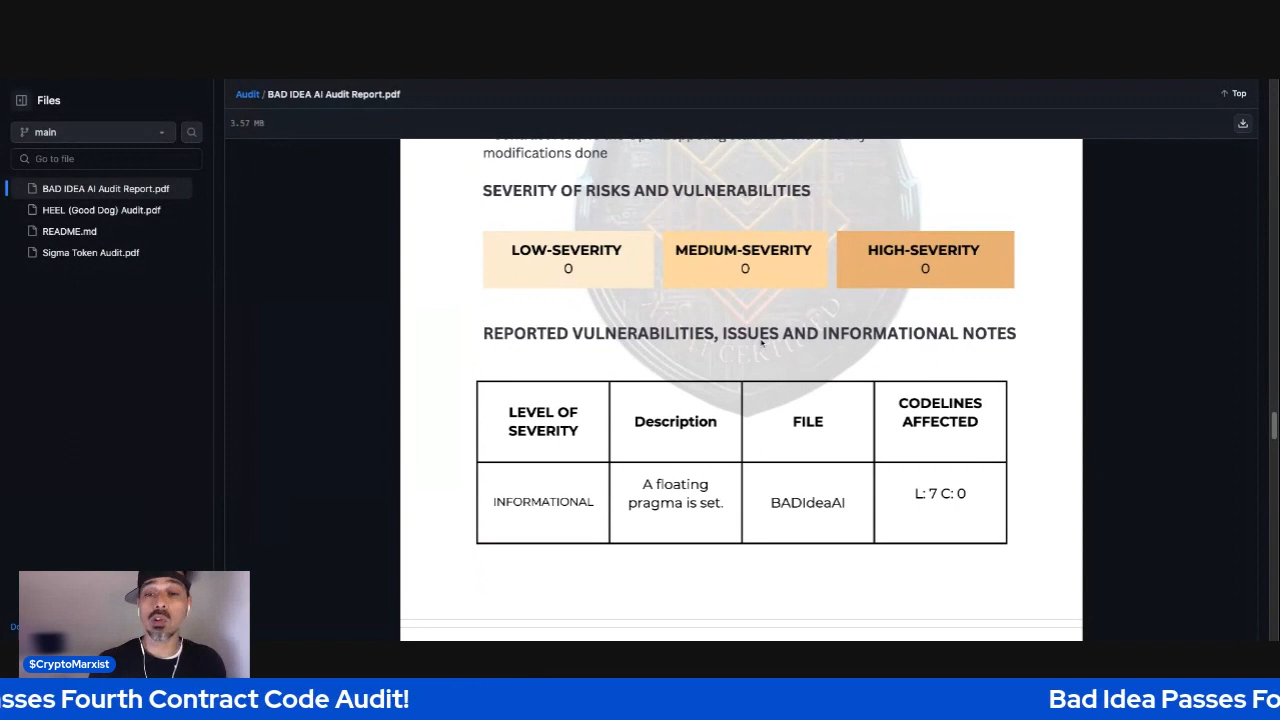 Files
main
Go to file
BAD IDEA AI Audit Report.pdf
HEEL (Good Dog) Audit.pdf
README.md
Sigma Token Audit.pdf
Audit / BAD IDEA AI Audit Report.pdf
Top
3.57 MB
modifications done
SEVERITY OF RISKS AND VULNERABILITIES
LOW-SEVERITY
0
MEDIUM-SEVERITY
0
HIGH-SEVERITY
0
REPORTED VULNERABILITIES, ISSUES AND INFORMATIONAL NOTES
LEVEL OF
SEVERITY
Description
FILE
CODELINES
AFFECTED
INFORMATIONAL
A floating
pragma is set.
BADIdeaAI
L: 7 C: 0
$CryptoMarxist
asses Fourth Contract Code Audit!
Bad Idea Passes Fo